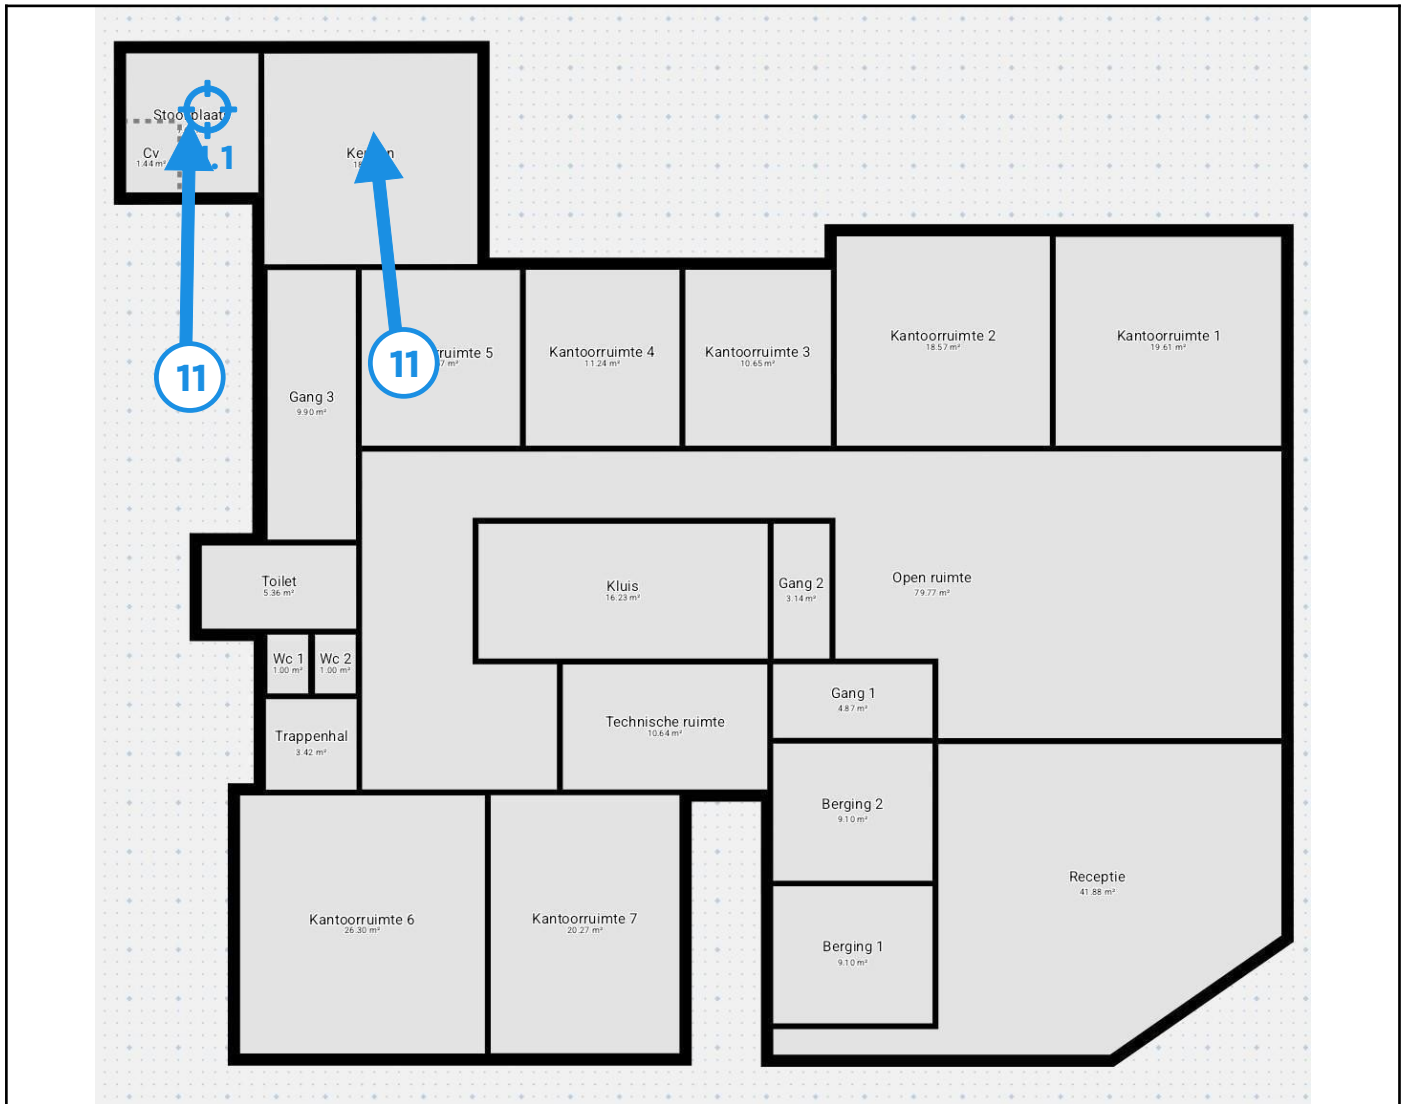 Cv
1.44 m²
.1
11
11
ruimte 5
7 m²
Kantoorruimte 4
11.24 m²
Kantoorruimte 3
10.65 m²
Kantoorruimte 2
18.57 m²
Kantoorruimte 1
19.61 m²
Gang 3
9.90 m²
Toilet
5.36 m²
Kluis
16.23 m²
Gang 2
3.14 m²
Open ruimte
79.77 m²
Wc 1
1.00 m²
Wc 2
1.00 m²
Gang 1
4.87 m²
Technische ruimte
10.64 m²
Trappenhal
3.42 m²
Berging 2
9.10 m²
Receptie
41.88 m²
Kantoorruimte 6
26.30 m²
Kantoorruimte 7
20.27 m²
Berging 1
9.10 m²